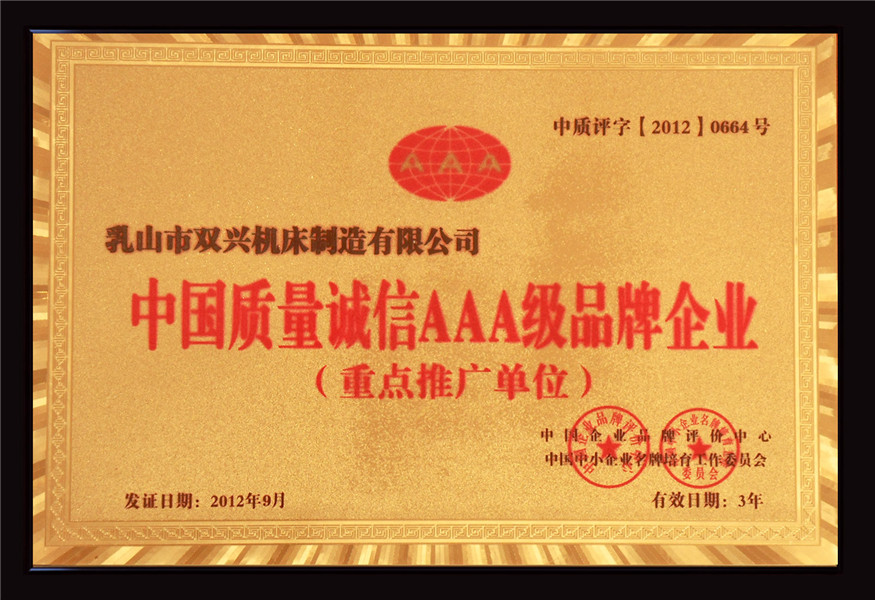 中质评字【2012】0664号
AAA
乳山市双兴机床制造有限公司
中国质量诚信AAA级品牌企业
（重点推广单位）
中国企业品牌评价中心
中国中小企业名牌培育工作委员会
委员会
发证日期：2012年9月
有效日期：3年